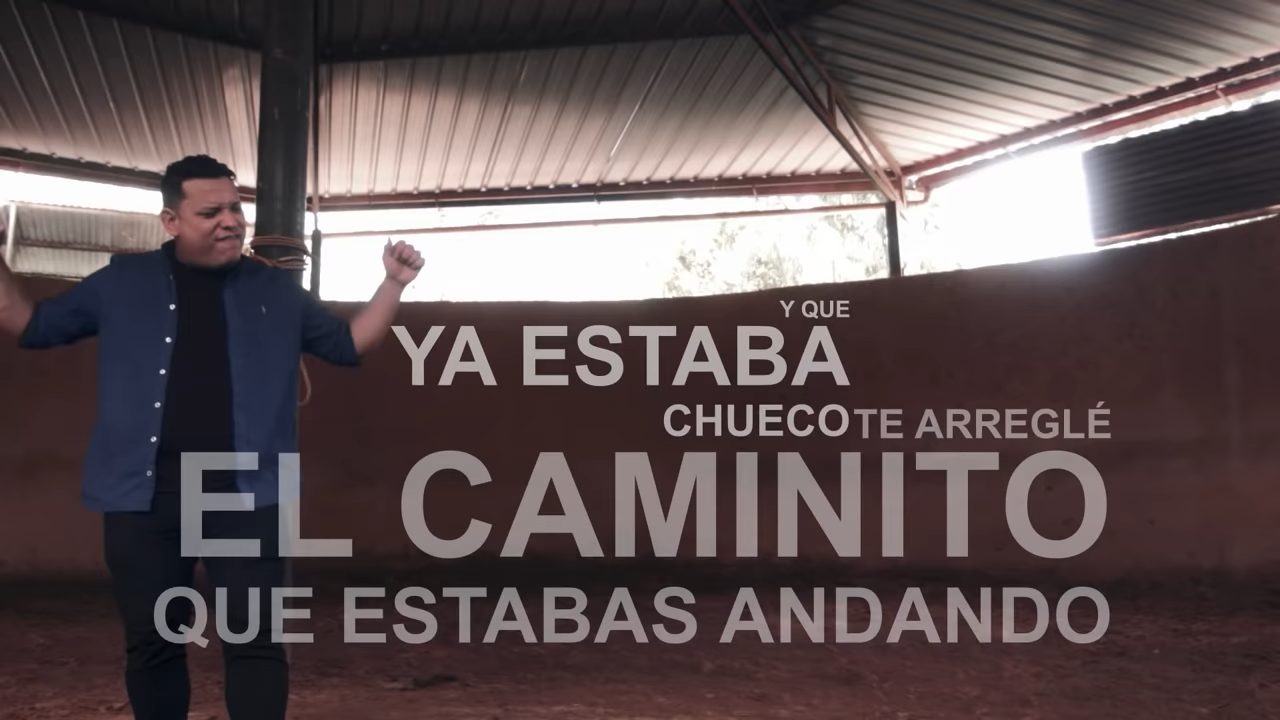 Y QUE
YA ESTABA
CHUECO TE ARREGLÉ
EL CAMINITO
QUE ESTABAS ANDANDO